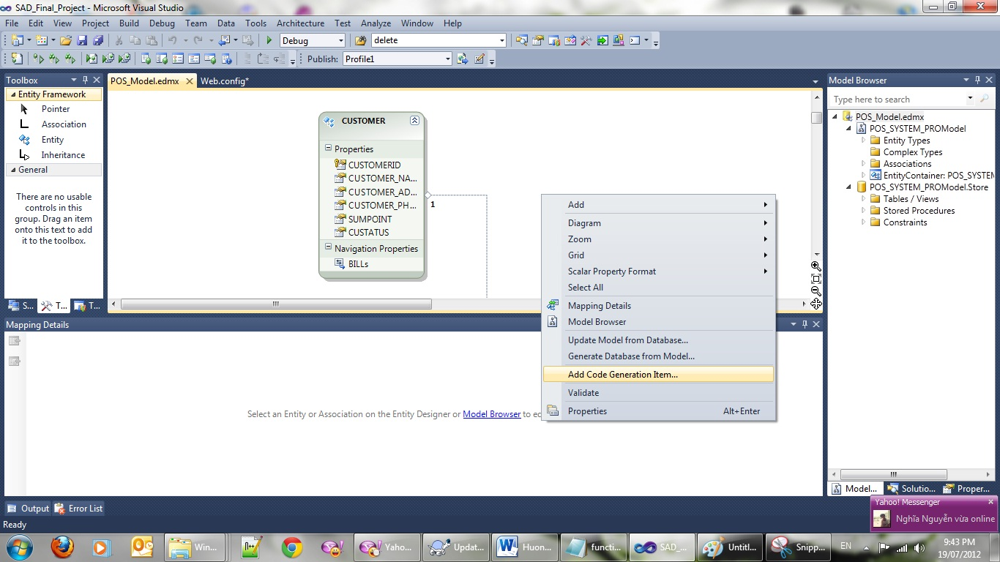 SAD_Final_Project - Microsoft Visual Studio
File Edit View Project Build Debug Team Data Tools Architecture Test Analyze Window Help
Debug delete
Publish: Profile1
Toolbox
Entity Framework
Pointer
Association
Entity
Inheritance
General
There are no usable
controls in this
group. Drag an item
onto this text to add
it to the toolbox.
S... T... T...
POS_Model.edmx Web.config*
CUSTOMER
Properties
CUSTOMERID
CUSTOMER_NA...
CUSTOMER_AD...
CUSTOMER_PH...
SUMPOINT
CUSTATUS
Navigation Properties
BILLs
1
Add
Diagram
Zoom
Grid
Scalar Property Format
Select All
Mapping Details
Model Browser
Update Model from Database...
Generate Database from Model...
Add Code Generation Item...
Validate
Properties Alt+Enter
Mapping Details
Select an Entity or Association on the Entity Designer or Model Browser to e
Model Browser
Type here to search
POS_Model.edmx
POS_SYSTEM_PROModel
Entity Types
Complex Types
Associations
EntityContainer: POS_SYSTEM
POS_SYSTEM_PROModel.Store
Tables / Views
Stored Procedures
Constraints
Model... Solutio... Proper...
Output Error List
Ready
Yahoo! Messenger
Nghĩa Nguyễn vừa online
Win... N++ Yaho... Updat... Huon... functi... SAD_... Untitl... Snipp... EN
9:43 PM
19/07/2012